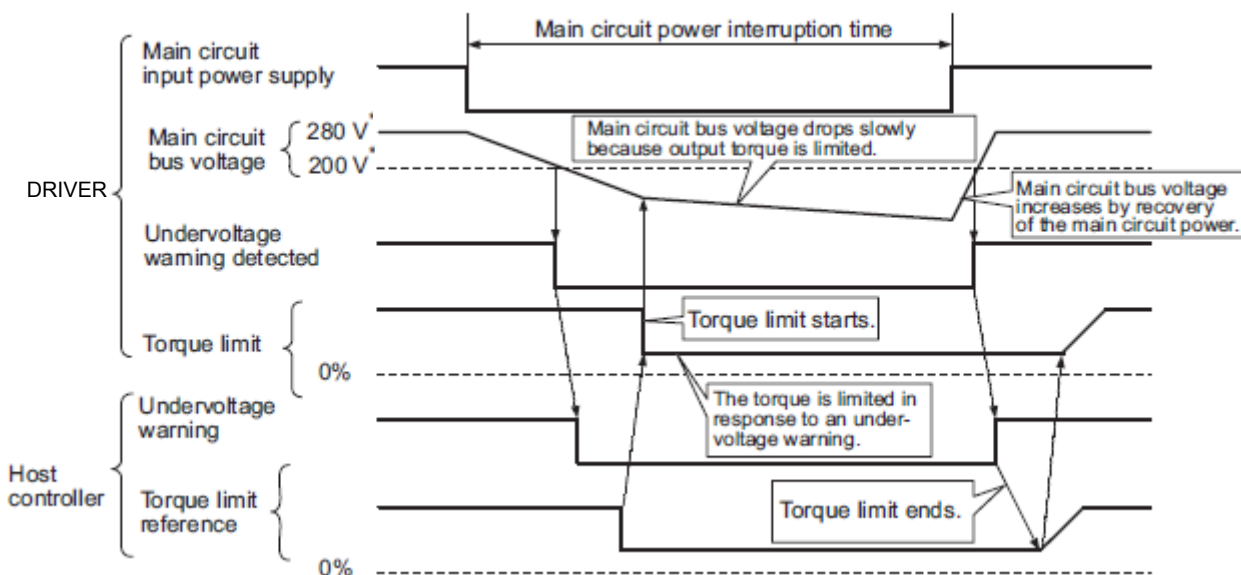 Main circuit power interruption time
Main circuit
input power supply
Main circuit
bus voltage
280 V*
200 V*
Main circuit bus voltage drops slowly
because output torque is limited.
DRIVER
Main circuit bus voltage
increases by recovery
of the main circuit power.
Undervoltage
warning detected
Torque limit starts.
Torque limit
0%
The torque is limited in
response to an under-
voltage warning.
Undervoltage
warning
Host
controller
Torque limit
reference
Torque limit ends.
0%